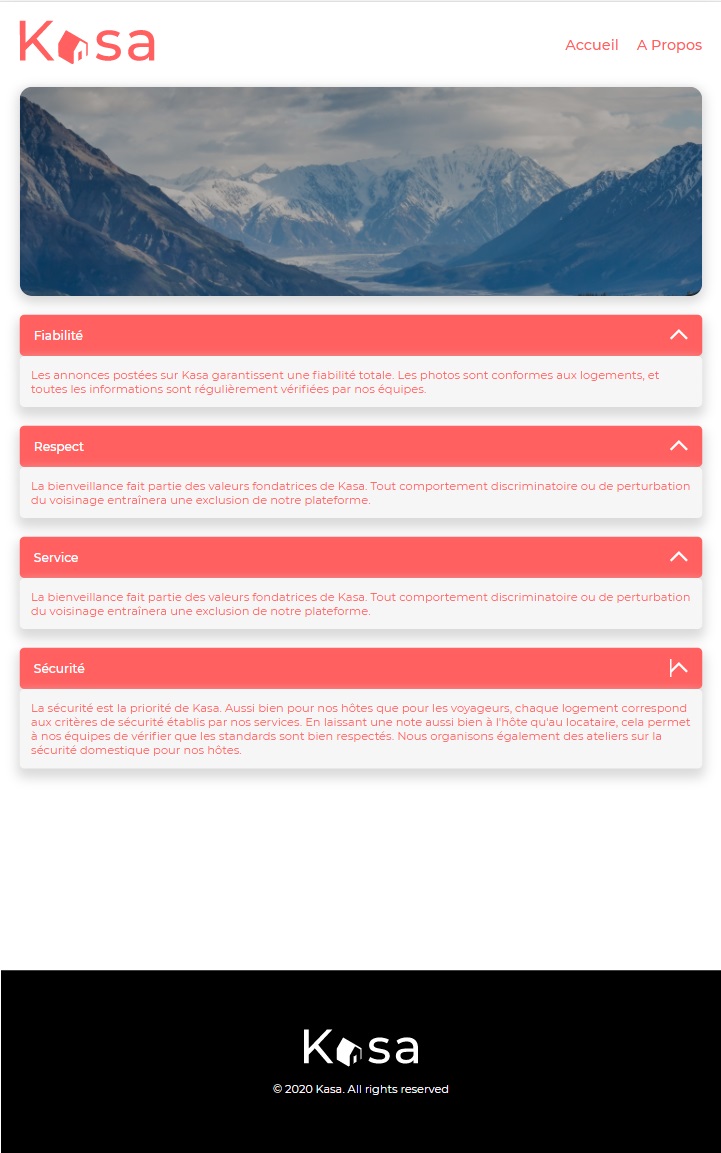 Kasa
Accueil A Propos
Fiabilité
Les annonces postées sur Kasa garantissent une fiabilité totale. Les photos sont conformes aux logements, et
toutes les informations sont régulièrement vérifiées par nos équipes.
Respect
La bienveillance fait partie des valeurs fondatrices de Kasa. Tout comportement discriminatoire ou de perturbation
du voisinage entraînera une exclusion de notre plateforme.
Service
La bienveillance fait partie des valeurs fondatrices de Kasa. Tout comportement discriminatoire ou de perturbation
du voisinage entraînera une exclusion de notre plateforme.
Sécurité
La sécurité est la priorité de Kasa. Aussi bien pour nos hôtes que pour les voyageurs, chaque logement correspond
aux critères de sécurité établis par nos services. En laissant une note aussi bien à l'hôte qu'au locataire, cela permet
à nos équipes de vérifier que les standards sont bien respectés. Nous organisons également des ateliers sur la
sécurité domestique pour nos hôtes.
Kasa
© 2020 Kasa. All rights reserved